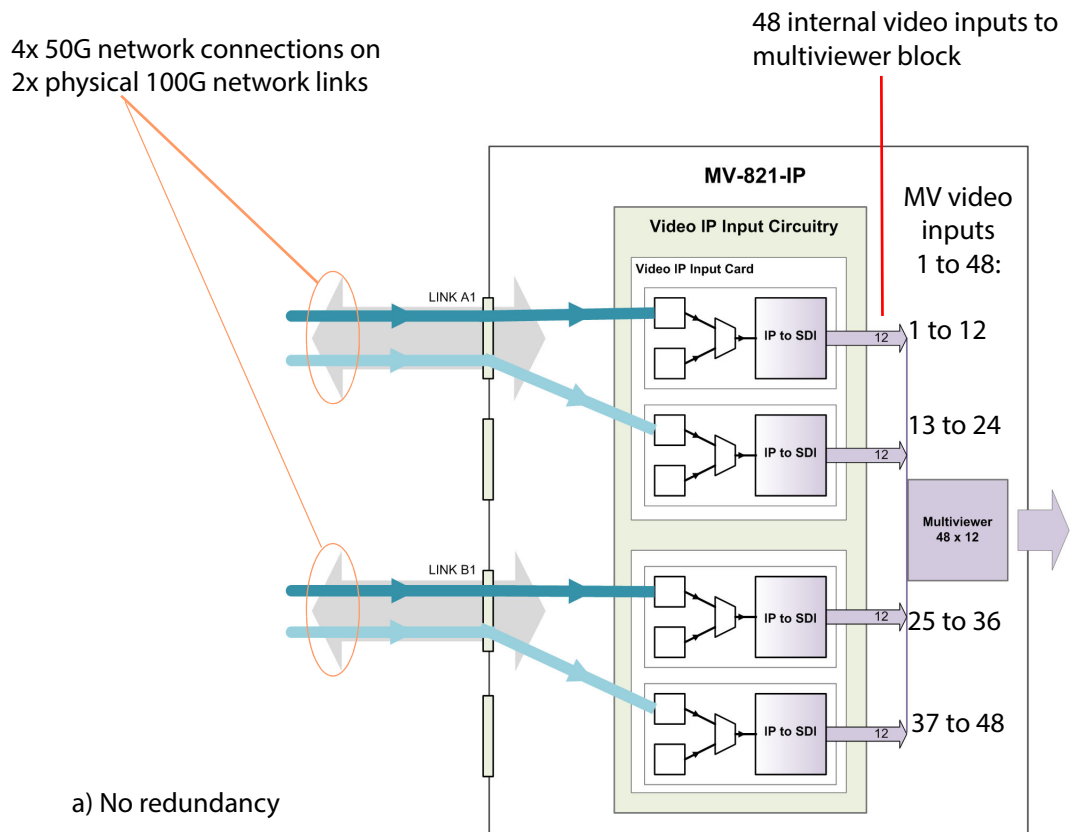 48 internal video inputs to
multiviewer block
4x 50G network connections on
2x physical 100G network links
MV-821-IP
MV video
inputs
1 to 48:
Video IP Input Circuitry
Video IP Input Card
LINK A1
IP to SDI
12
1 to 12
IP to SDI
12
13 to 24
Multiviewer
48 x 12
LINK B1
IP to SDI
12
25 to 36
IP to SDI
12
37 to 48
a) No redundancy